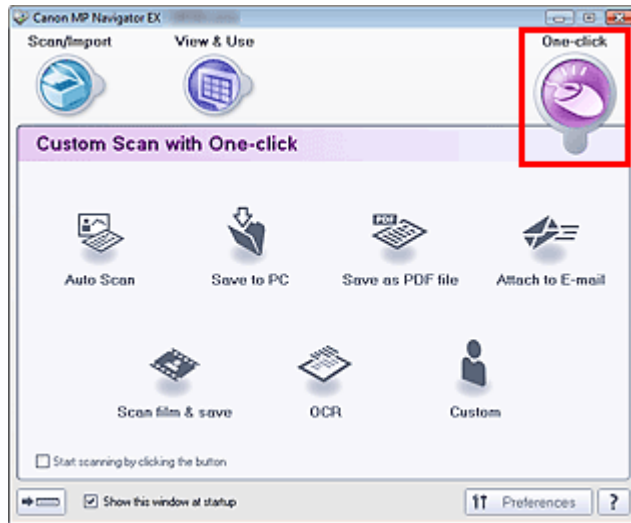 Canon MP Navigator EX
Scan/Import View & Use One-click
Custom Scan with One-click
PDF
Auto Scan Save to PC Save as PDF file Attach to E-mail
Scan film & save OCR Custom
Start scanning by clicking the button
Show this window at startup Preferences ?